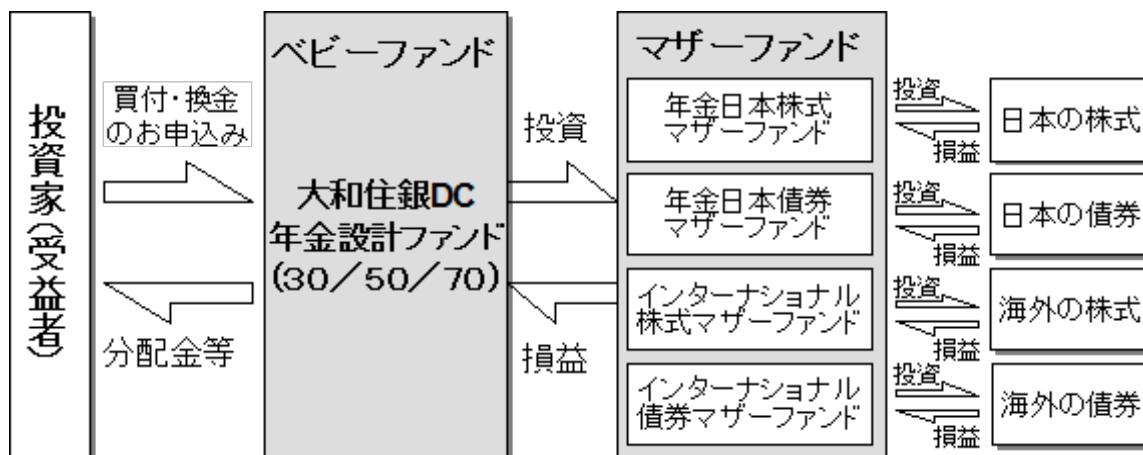 投資家(受益者)
買付・換金
のお申込み
分配金等
ベビーファンド
大和住銀DC
年金設計ファンド
(30／50／70)
投資
損益
マザーファンド
年金日本株式
マザーファンド
年金日本債券
マザーファンド
インターナショナル
株式マザーファンド
インターナショナル
債券マザーファンド
投資
損益
日本の株式
投資
損益
日本の債券
投資
損益
海外の株式
投資
損益
海外の債券